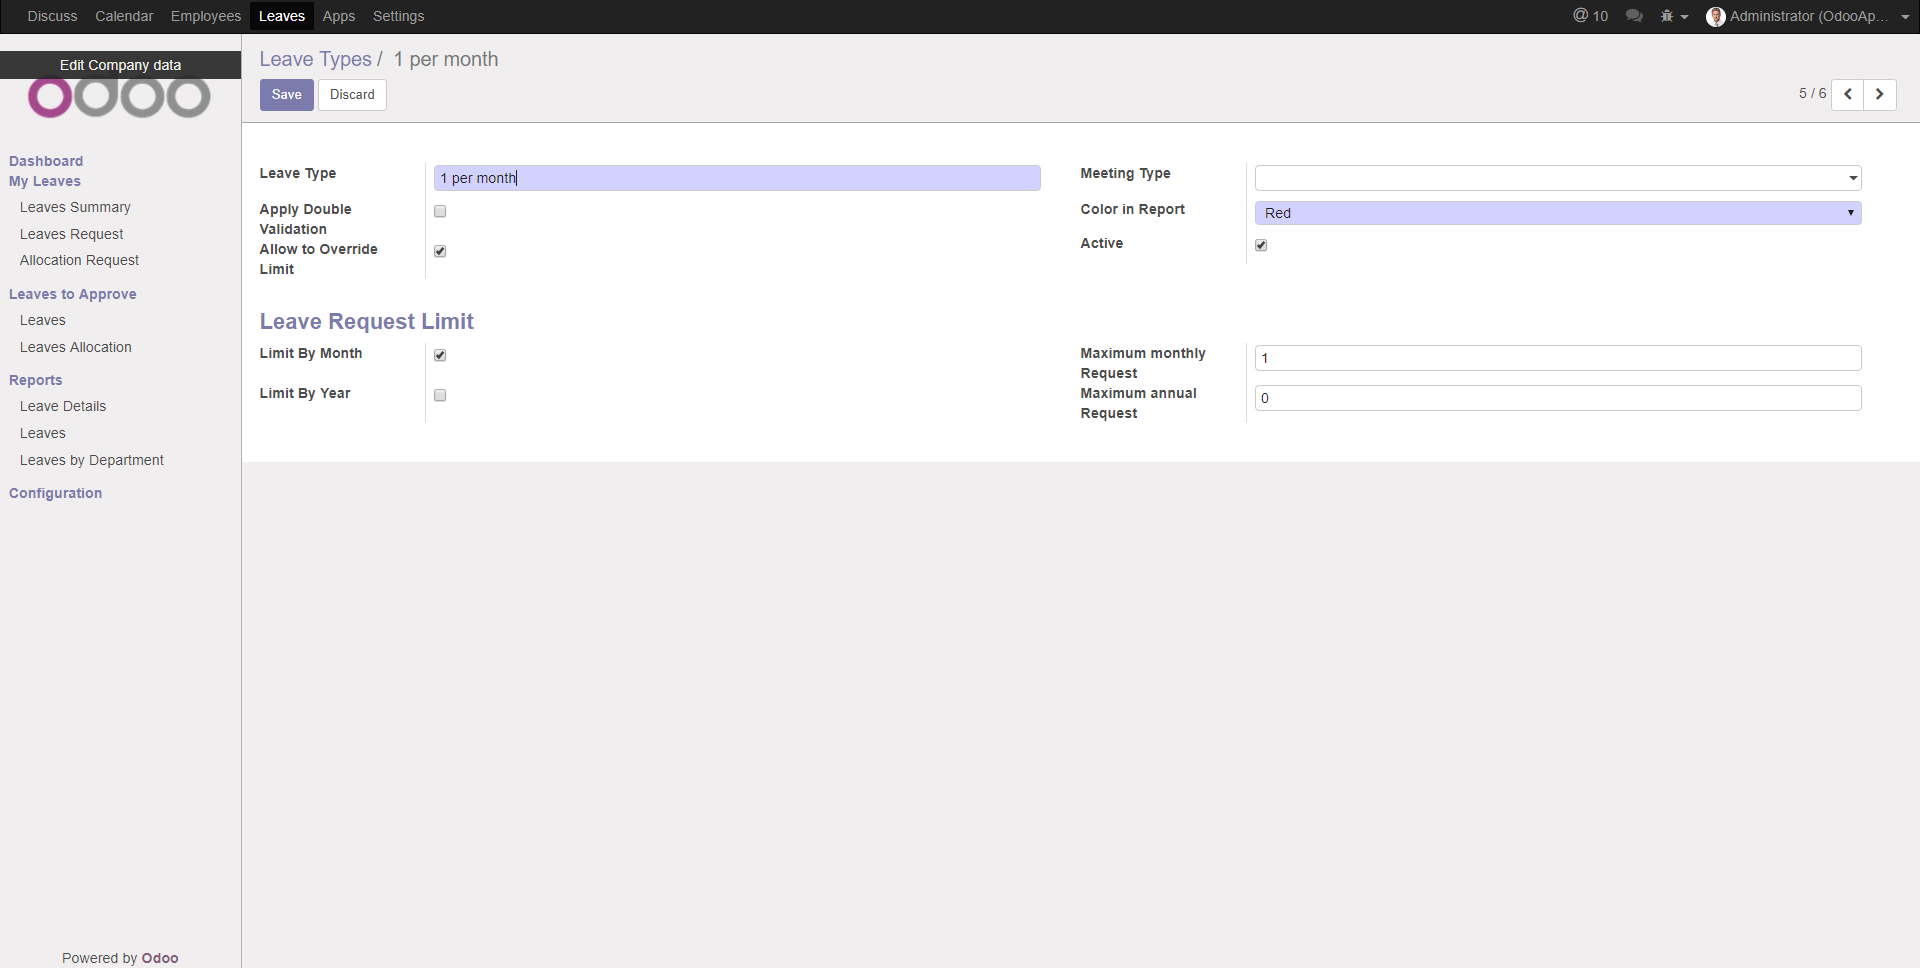 Discuss Calendar Employees Leaves Apps Settings @ 10 Administrator (OdooAp...
Edit Company data
odoo
Dashboard
My Leaves
Leaves Summary
Leaves Request
Allocation Request
Leaves to Approve
Leaves
Leaves Allocation
Reports
Leave Details
Leaves
Leaves by Department
Configuration
Powered by Odoo
Leave Types / 1 per month
Save Discard 5 / 6
Leave Type 1 per month
Apply Double
Validation
Allow to Override
Limit
Meeting Type
Color in Report Red
Active
Leave Request Limit
Limit By Month
Limit By Year
Maximum monthly
Request 1
Maximum annual
Request 0